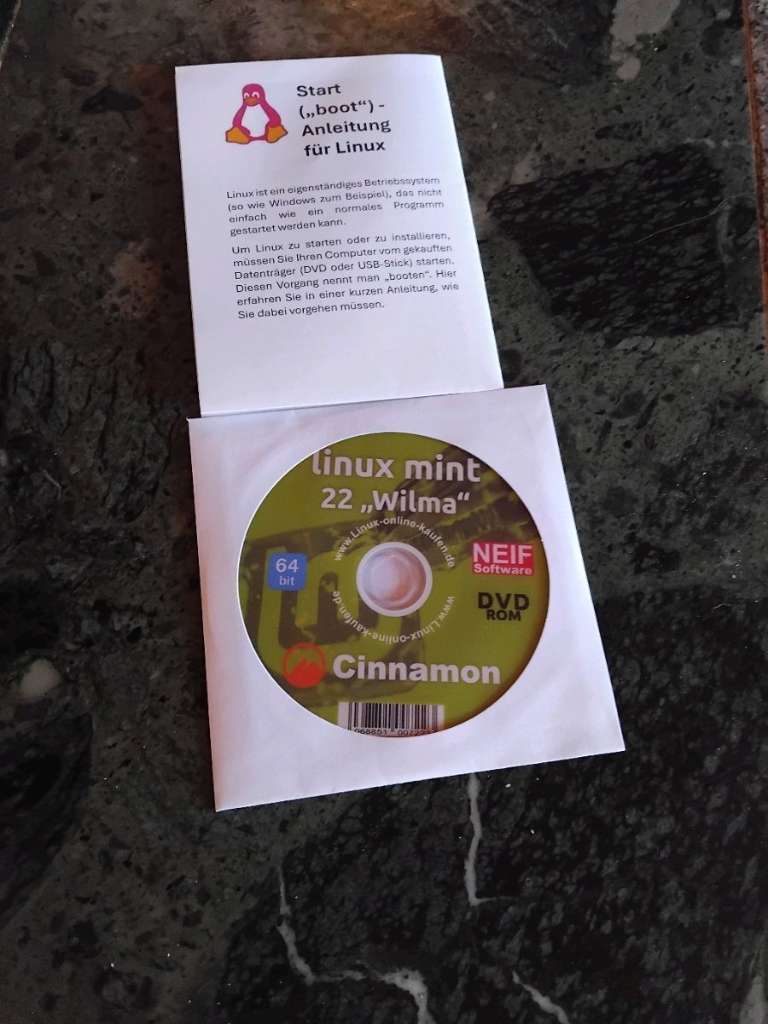 Start
(„boot“) -
Anleitung
für Linux
Linux ist ein eigenständiges Betriebssystem
(so wie Windows zum Beispiel), das nicht
einfach wie ein normales Programm
gestartet werden kann.
Um Linux zu starten oder zu installieren,
müssen Sie Ihren Computer vom gekauften
Datenträger (DVD oder USB-Stick) starten.
Diesen Vorgang nennt man „booten“. Hier
erfahren Sie in einer kurzen Anleitung, wie
Sie dabei vorgehen müssen.
linux mint
22 „Wilma“
www.Linux-online-kaufen.de
64
bit
NEIF
Software
DVD
ROM
www.Linux-online-kaufen.de
Cinnamon